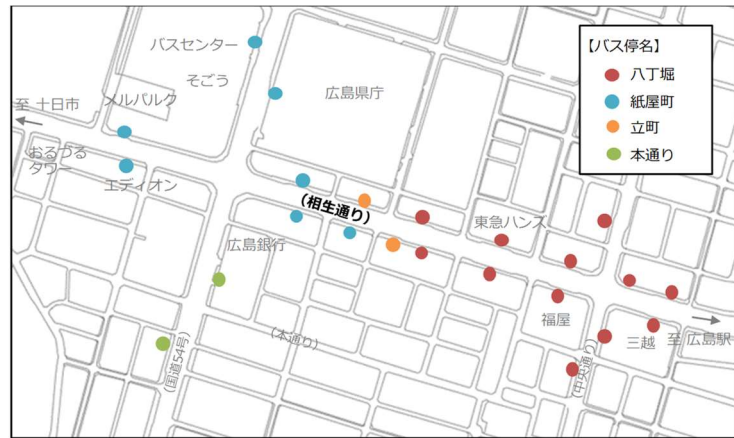 バスセンター
そごう
広島県庁
メルパルク
至 十日市
おりづる
タワー
エディオン
(相生通り)
東急ハンズ
広島銀行
(本通り)
(国道54号)
福屋
(中央通り)
三越
至 広島駅
【バス停名】
八丁堀
紙屋町
立町
本通り